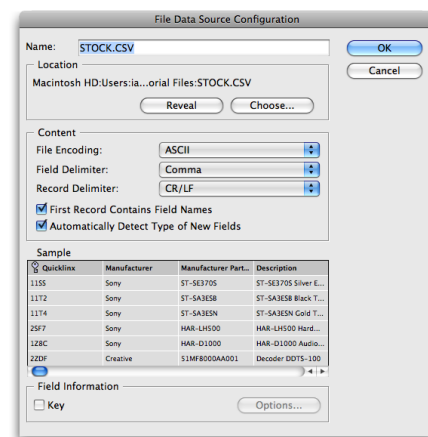 File Data Source Configuration
Name: STOCK.CSV
OK
Location
Cancel
Macintosh HD:Users:ia...orial Files:STOCK.CSV
Reveal Choose...
Content
File Encoding: ASCII
Field Delimiter: Comma
Record Delimiter: CR/LF
First Record Contains Field Names
Automatically Detect Type of New Fields
Sample
Quicklinx Manufacturer Manufacturer Part... Description
11S5 Sony ST-SE370S ST-SE370S Silver E...
11T2 Sony ST-SA3ESB ST-SA3ESB Black T...
11T4 Sony ST-SA3ESN ST-SA3ESN Gold T...
2SF7 Sony HAR-LH500 HAR-LH500 Hard...
1Z8C Sony HAR-D1000 HAR-D1000 Audio...
2ZDF Creative 51MF8000AA001 Decoder DDTS-100
Field Information
Key Options...